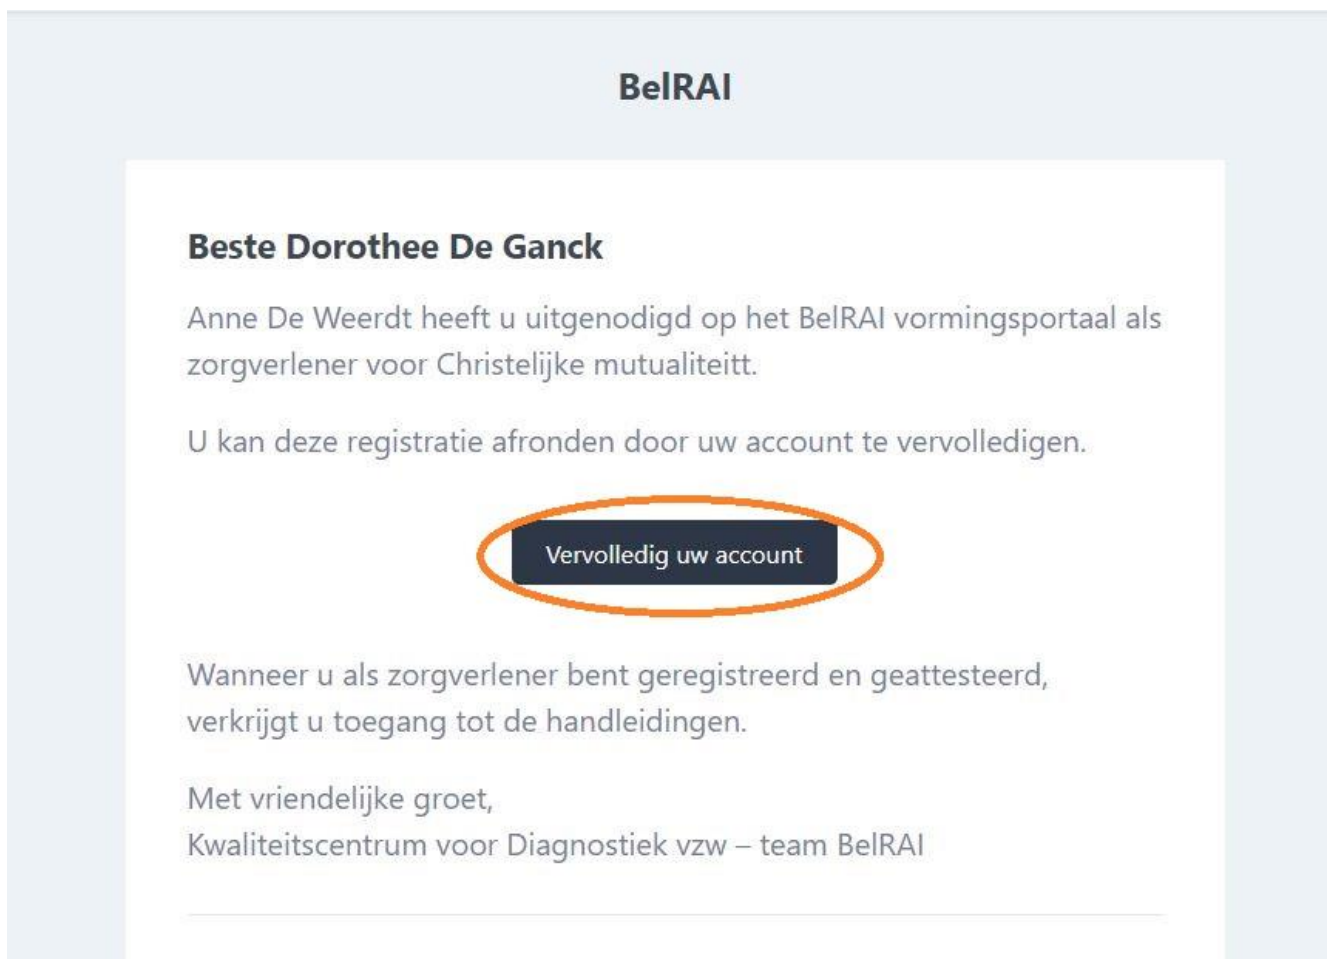 BelRAI
Beste Dorothee De Ganck
Anne De Weerdt heeft u uitgenodigd op het BelRAI vormingsportaal als
zorgverlener voor Christelijke mutualiteitt.
U kan deze registratie afronden door uw account te vervolledigen.
Vervolledig uw account
Wanneer u als zorgverlener bent geregistreerd en geattesteerd,
verkrijgt u toegang tot de handleidingen.
Met vriendelijke groet,
Kwaliteitscentrum voor Diagnostiek vzw – team BelRAI